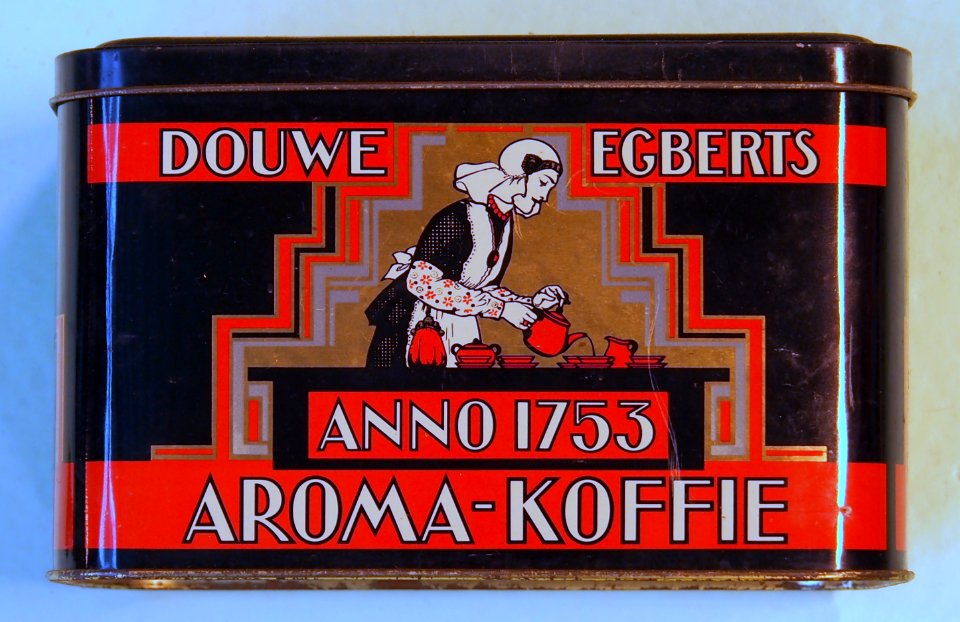 DOUWE EGBERTS
ANNO 1753
AROMA-KOFFIE